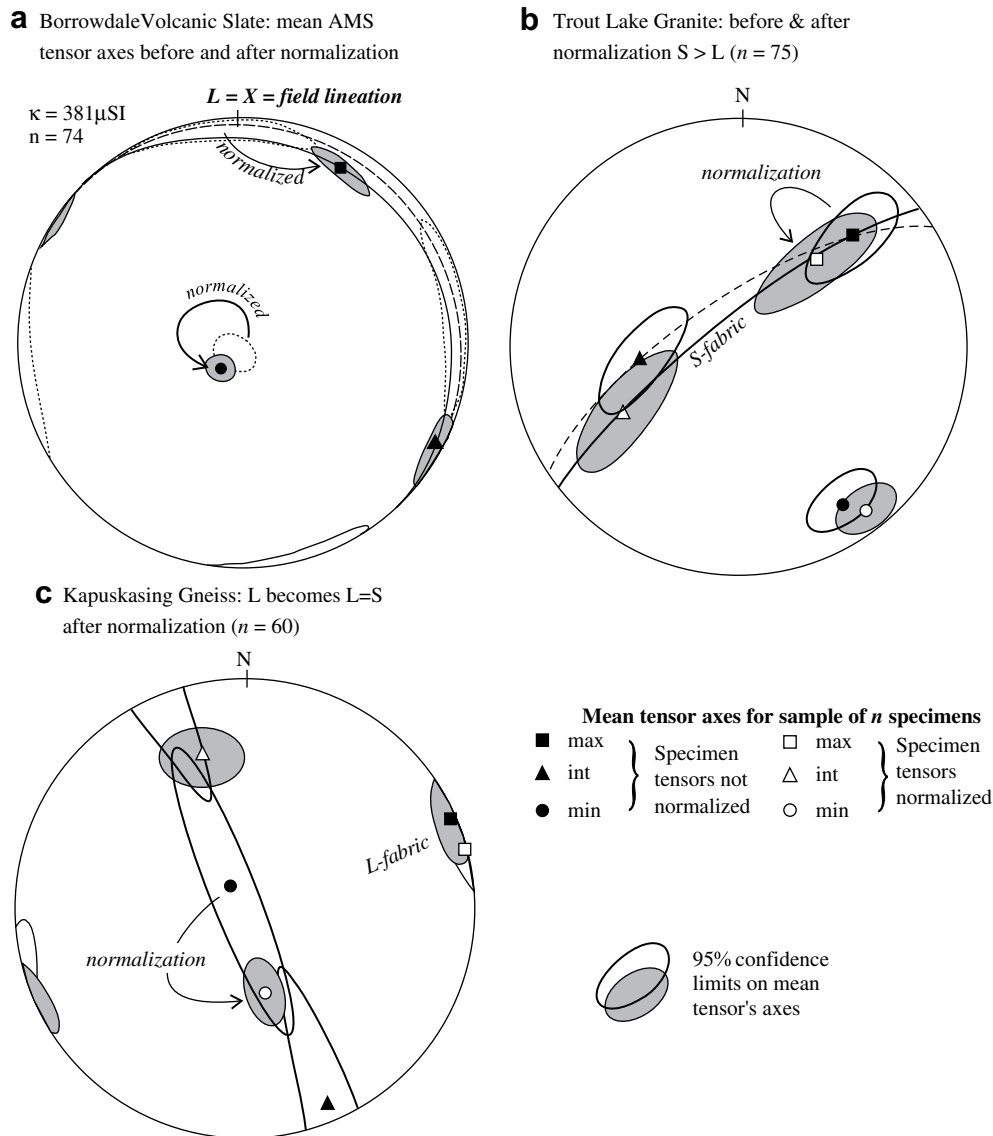 a BorrowdaleVolcanic Slate: mean AMS
tensor axes before and after normalization
L = X = field lineation
κ = 381μSI
n = 74
normalized
normalized
b Trout Lake Granite: before & after
normalization S > L (n = 75)
N
normalization
S-fabric
c Kapuskasing Gneiss: L becomes L=S
after normalization (n = 60)
N
L-fabric
normalization
Mean tensor axes for sample of n specimens
max
int
min
Specimen
tensors not
normalized
max
int
min
Specimen
tensors
normalized
95% confidence
limits on mean
tensor's axes